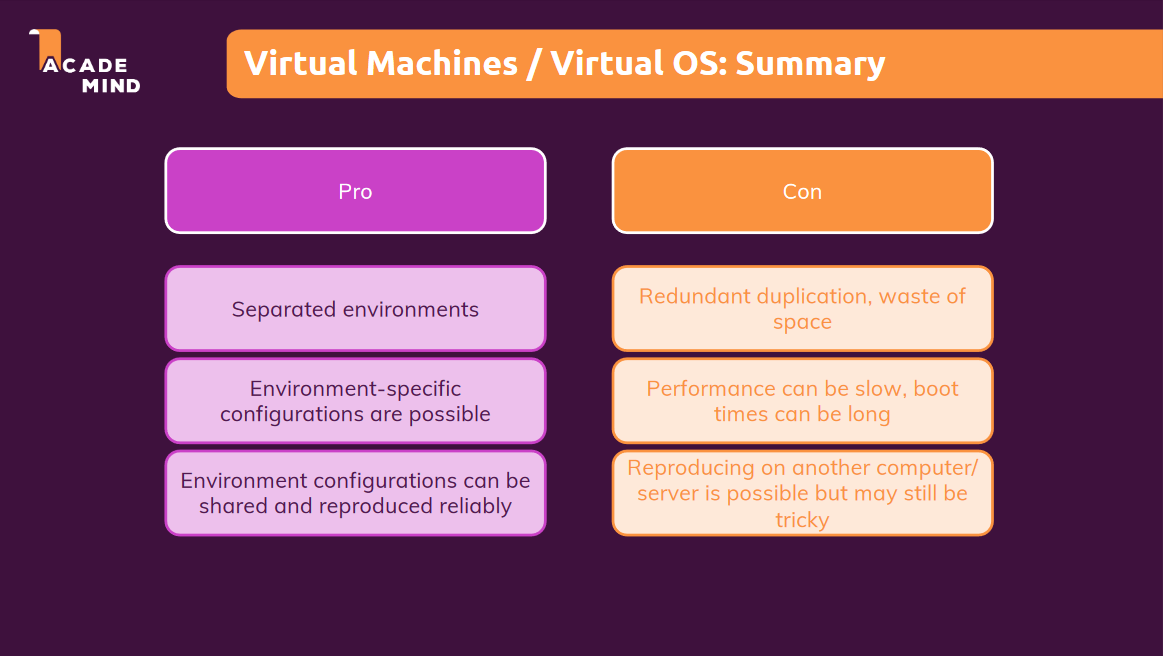 ACADE
MIND
Virtual Machines / Virtual OS: Summary
Pro
Con
Separated environments
Redundant duplication, waste of
space
Environment-specific
configurations are possible
Performance can be slow, boot
times can be long
Environment configurations can be
shared and reproduced reliably
Reproducing on another computer/
server is possible but may still be
tricky